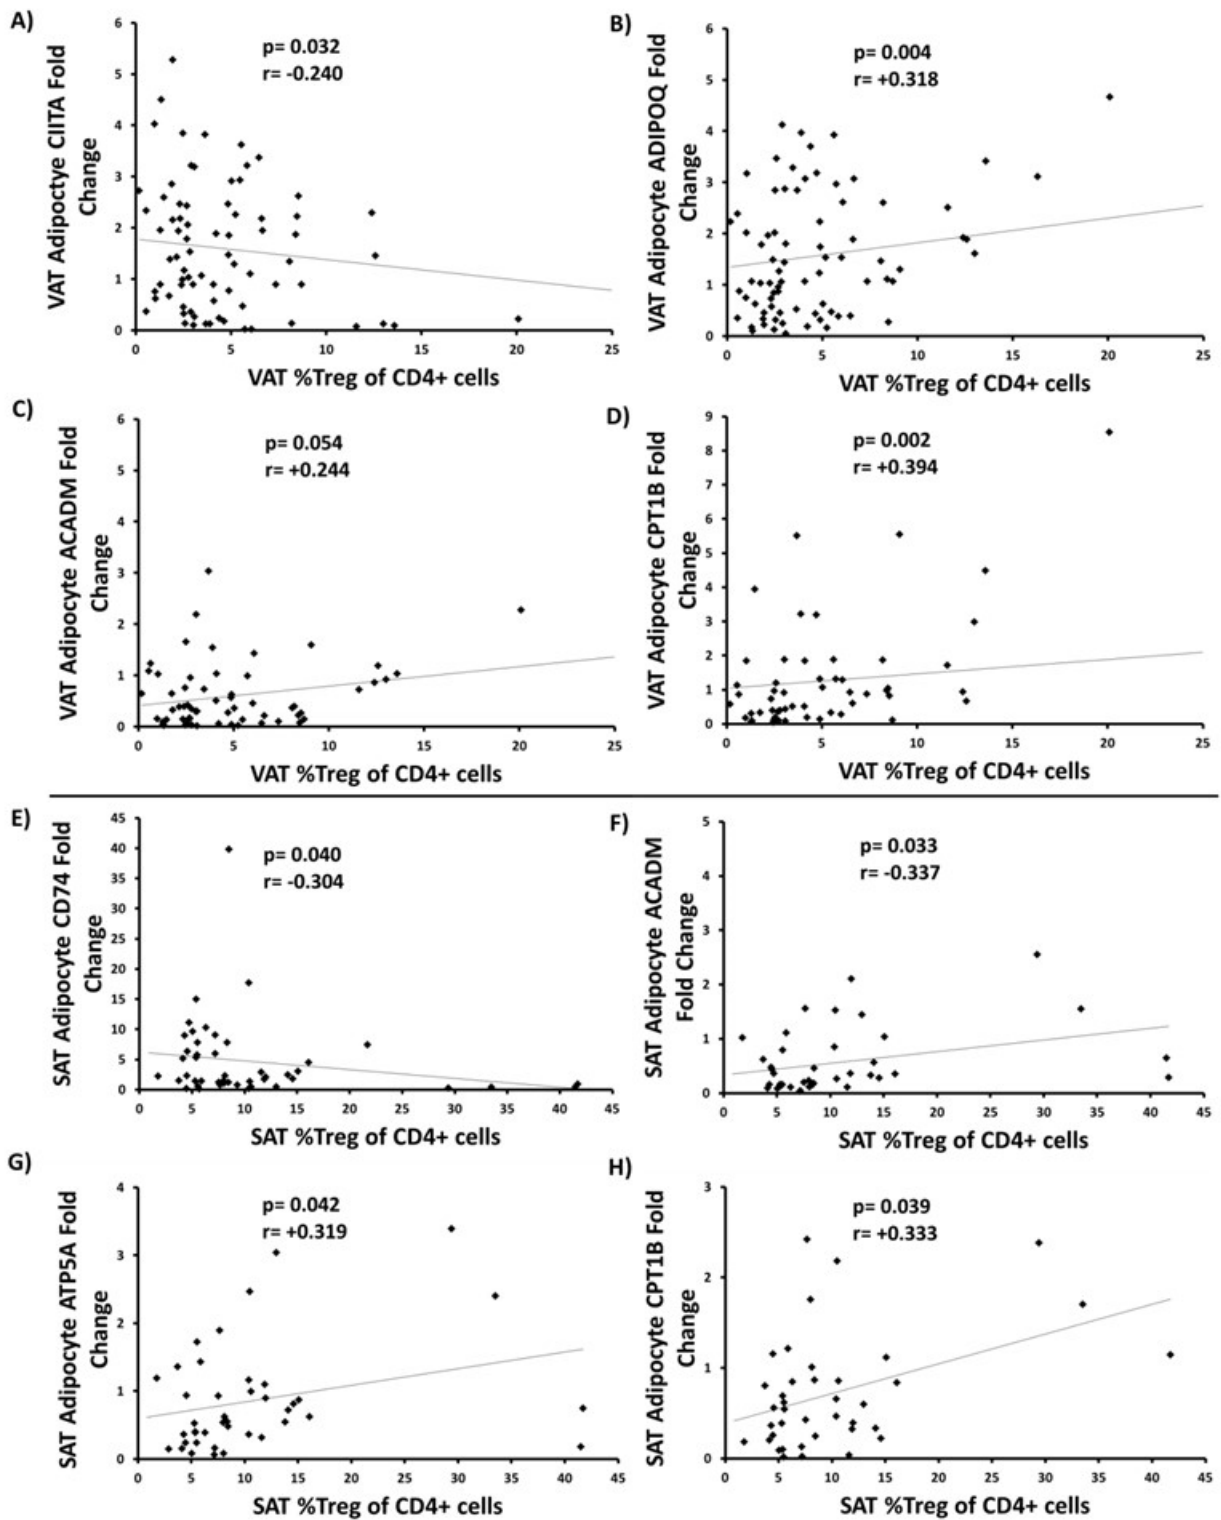 A)
VAT Adipoctye CIITA Fold
Change
p= 0.032
r= -0.240
6
5
4
3
2
1
0
0 5 10 15 20 25
VAT %Treg of CD4+ cells
B)
VAT Adipocyte ADIPOQ Fold
Change
p= 0.004
r= +0.318
6
5
4
3
2
1
0
0 5 10 15 20 25
VAT %Treg of CD4+ cells
C)
VAT Adipocyte ACADM Fold
Change
p= 0.054
r= +0.244
6
5
4
3
2
1
0
0 5 10 15 20 25
VAT %Treg of CD4+ cells
D)
VAT Adipocyte CPT1B Fold
Change
p= 0.002
r= +0.394
9
8
7
6
5
4
3
2
1
0
0 5 10 15 20 25
VAT %Treg of CD4+ cells
E)
SAT Adipocyte CD74 Fold
Change
p= 0.040
r= -0.304
45
40
35
30
25
20
15
10
5
0
0 5 10 15 20 25 30 35 40 45
SAT %Treg of CD4+ cells
F)
SAT Adipocyte ACADM
Fold Change
p= 0.033
r= -0.337
5
4
3
2
1
0
0 5 10 15 20 25 30 35 40 45
SAT %Treg of CD4+ cells
G)
SAT Adipocyte ATP5A Fold
Change
p= 0.042
r= +0.319
4
3
2
1
0
0 5 10 15 20 25 30 35 40 45
SAT %Treg of CD4+ cells
H)
SAT Adipocyte CPT1B Fold
Change
p= 0.039
r= +0.333
3
2
1
0
0 5 10 15 20 25 30 35 40 45
SAT %Treg of CD4+ cells